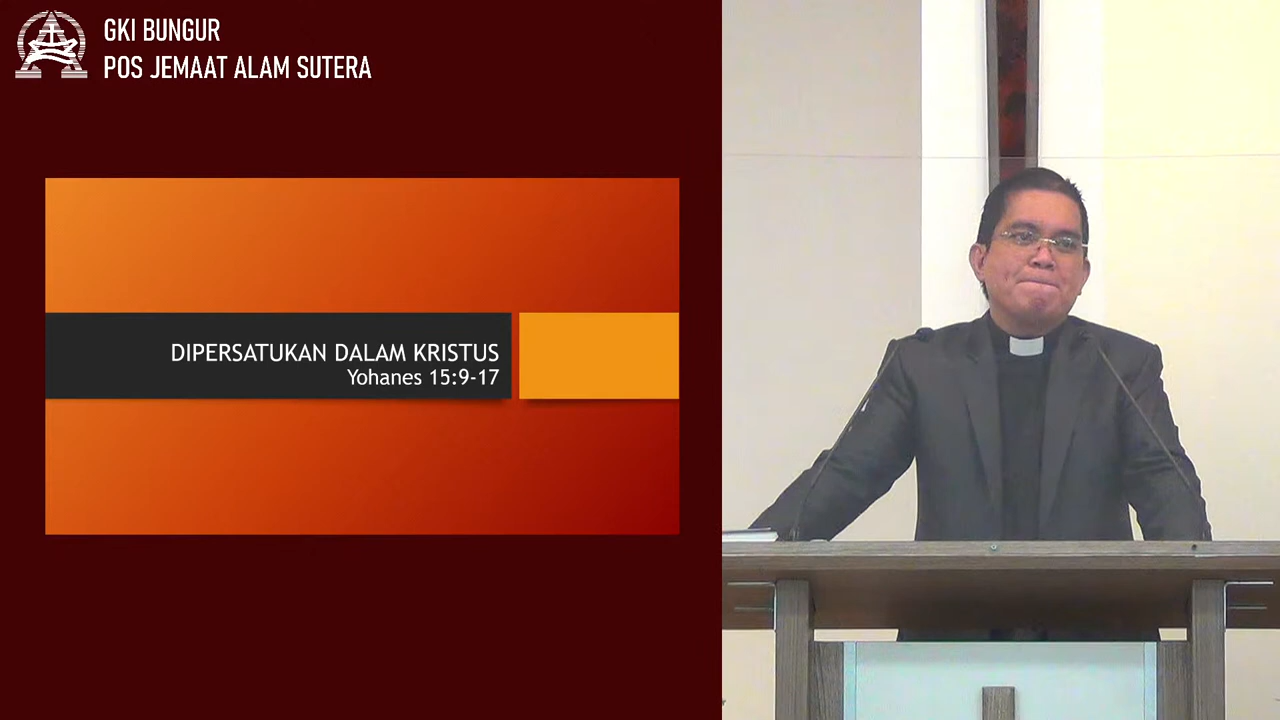 GKI BUNGUR
POS JEMAAT ALAM SUTERA
DIPERSATUKAN DALAM KRISTUS
Yohanes 15:9-17